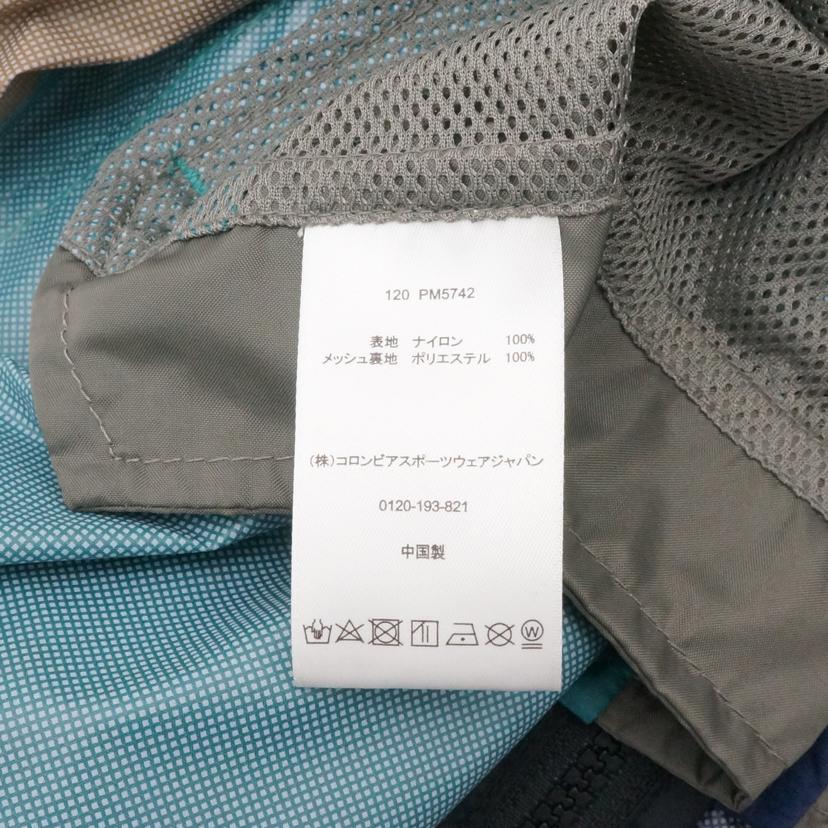 120 PM5742
表地 ナイロン 100%
メッシュ裏地 ポリエステル 100%
(株)コロンビアスポーツウェアジャパン
0120-193-821
中国製
W